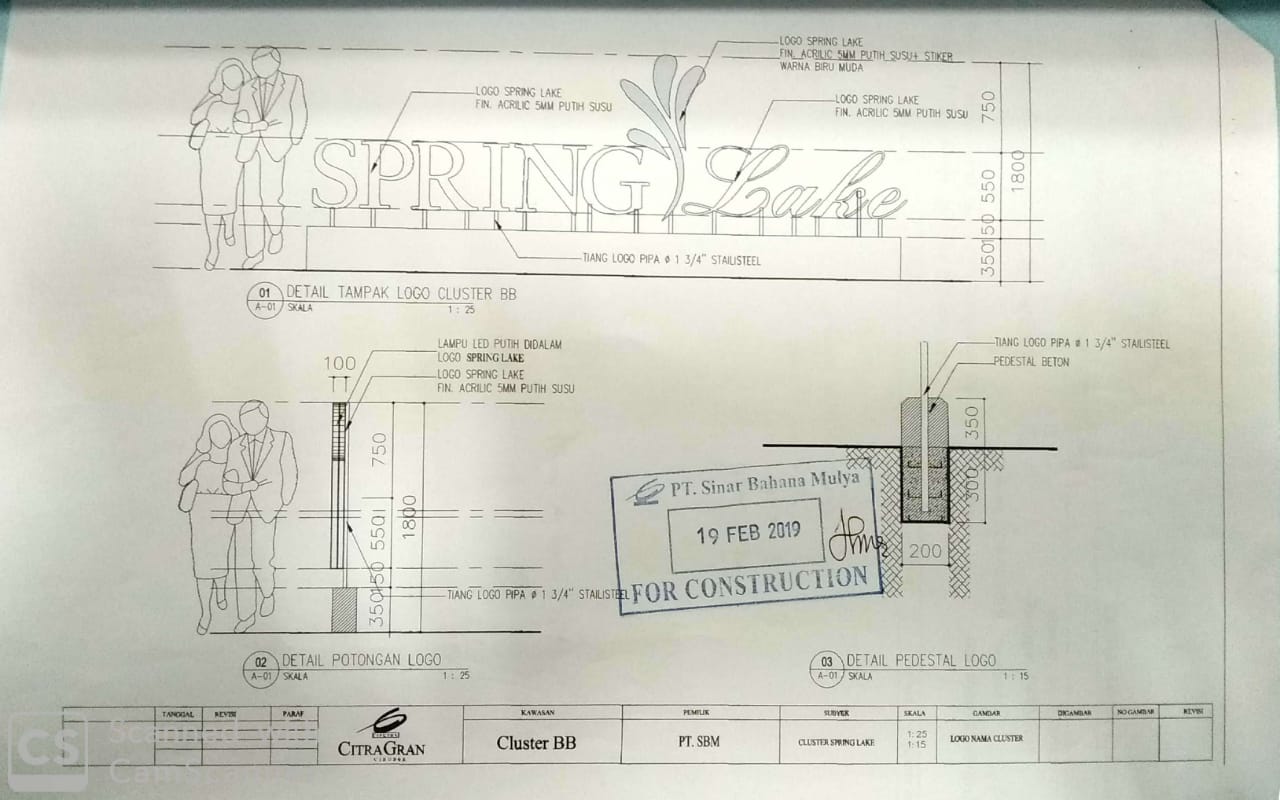 LOGO SPRING LAKE
FIN. ACRILIC 5MM PUTIH SUSU+ STIKER
WARNA BIRU MUDA
LOGO SPRING LAKE
FIN. ACRILIC 5MM PUTIH SUSU
LOGO SPRING LAKE
FIN. ACRILIC 5MM PUTIH SUSU
SPRING Lake
750
550
150
350
1800
TIANG LOGO PIPA ø 1 3/4" STAILISTEEL
01 DETAIL TAMPAK LOGO CLUSTER BB
A-01 SKALA 1 : 25
LAMPU LED PUTIH DIDALAM
LOGO SPRING LAKE
LOGO SPRING LAKE
FIN. ACRILIC 5MM PUTIH SUSU
100
750
550
150
350
1800
TIANG LOGO PIPA ø 1 3/4" STAILISTEEL
02 DETAIL POTONGAN LOGO
A-01 SKALA 1 : 25
TIANG LOGO PIPA ø 1 3/4" STAILISTEEL
PEDESTAL BETON
350
300
200
03 DETAIL PEDESTAL LOGO
A-01 SKALA 1 : 15
PT. Sinar Bahana Mulya
19 FEB 2019
FOR CONSTRUCTION
TANGGAL REVISI PARAF
CITRAGRAN
CIBUBUR
KAWASAN
Cluster BB
PEMILIK
PT. SBM
SUBYEK
CLUSTER SPRING LAKE
SKALA
1: 25
1:15
GAMBAR
LOGO NAMA CLUSTER
DIGAMBAR
NO GAMBAR
REVISI
CS
Scanned with
CamScanner